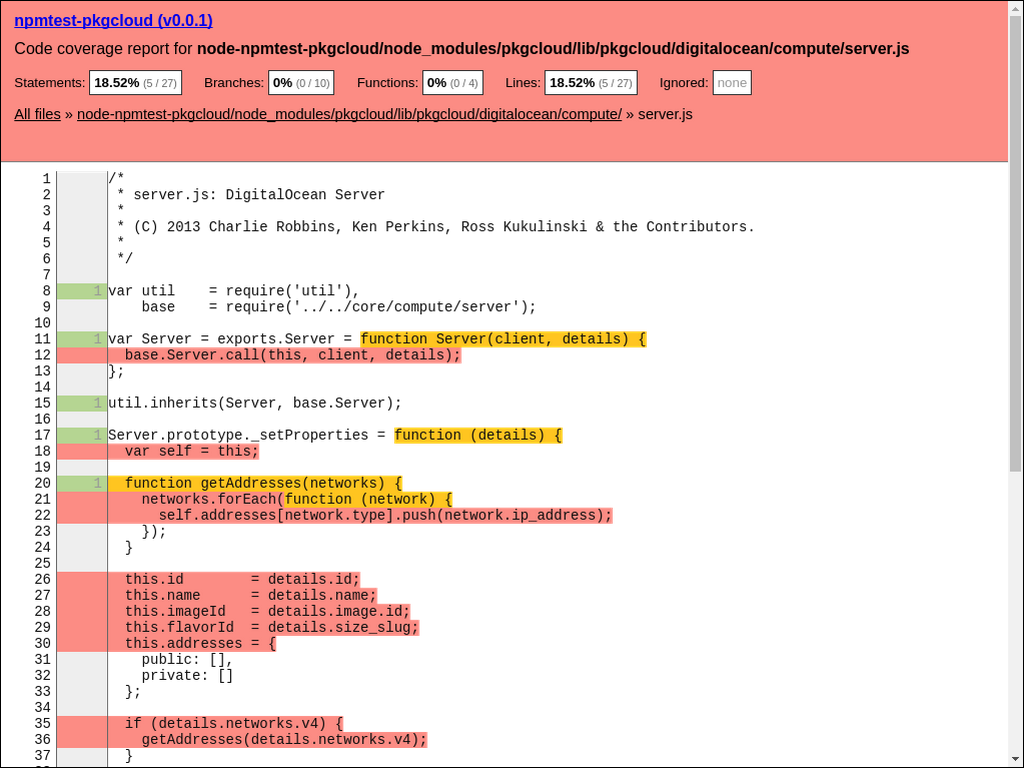 npmtest-pkgcloud (v0.0.1)
Code coverage report for node-npmtest-pkgcloud/node_modules/pkgcloud/lib/pkgcloud/digitalocean/compute/server.js
Statements: 18.52% (5 / 27) Branches: 0% (0 / 10) Functions: 0% (0 / 4) Lines: 18.52% (5 / 27) Ignored: none
All files » node-npmtest-pkgcloud/node_modules/pkgcloud/lib/pkgcloud/digitalocean/compute/ » server.js
1 /*
2  * server.js: DigitalOcean Server
3  *
4  * (C) 2013 Charlie Robbins, Ken Perkins, Ross Kukulinski & the Contributors.
5  *
6  */
7
8 1 var util    = require('util'),
9     base    = require('../../core/compute/server');
10
11 1 var Server = exports.Server = function Server(client, details) {
12   base.Server.call(this, client, details);
13 };
14
15 1 util.inherits(Server, base.Server);
16
17 1 Server.prototype._setProperties = function (details) {
18   var self = this;
19
20 1   function getAddresses(networks) {
21     networks.forEach(function (network) {
22       self.addresses[network.type].push(network.ip_address);
23     });
24   }
25
26   this.id        = details.id;
27   this.name      = details.name;
28   this.imageId   = details.image.id;
29   this.flavorId  = details.size_slug;
30   this.addresses = {
31     public: [],
32     private: []
33   };
34
35   if (details.networks.v4) {
36     getAddresses(details.networks.v4);
37   }